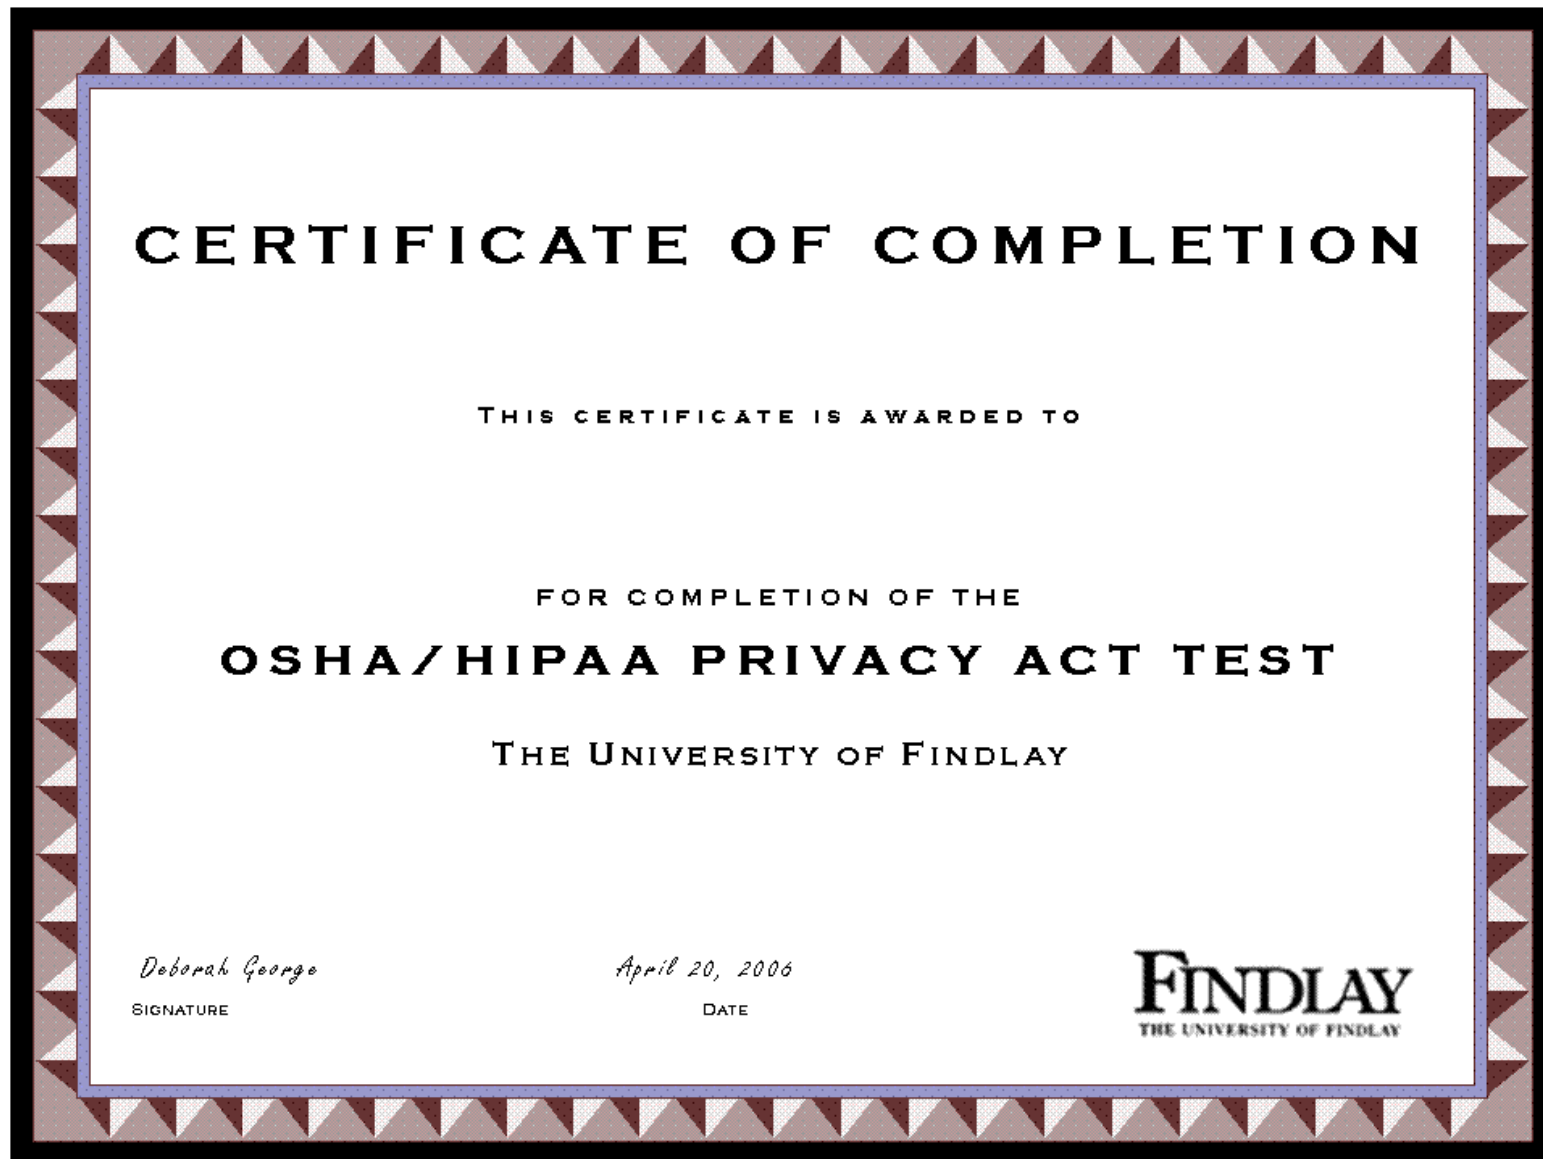 CERTIFICATE OF COMPLETION
THIS CERTIFICATE IS AWARDED TO
FOR COMPLETION OF THE
OSHA/HIPAA PRIVACY ACT TEST
THE UNIVERSITY OF FINDLAY
Deborah George
April 20, 2006
SIGNATURE
DATE
FINDLAY
THE UNIVERSITY OF FINDLAY